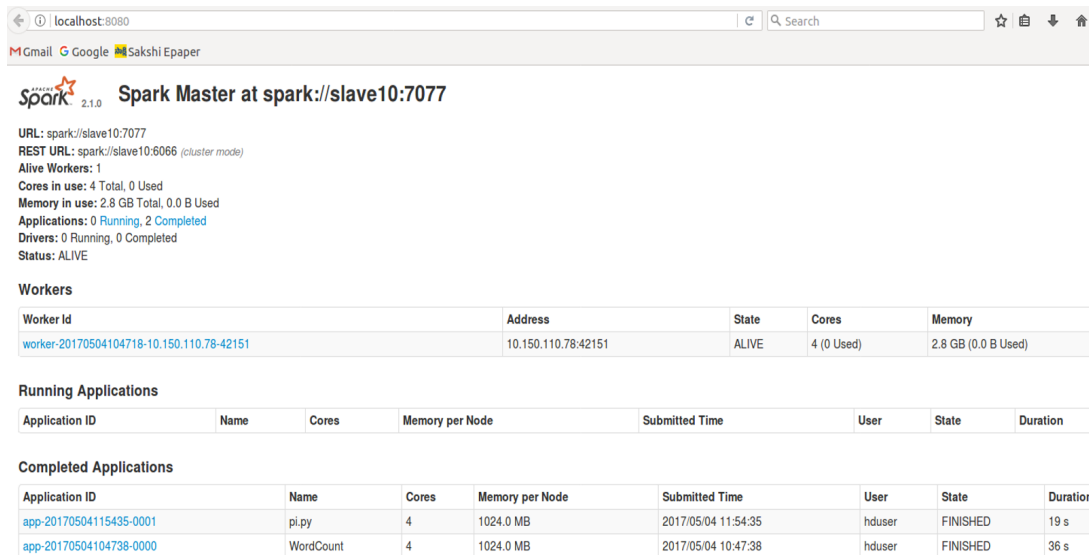 localhost:8080
Search
Gmail Google Sakshi Epaper
APACHE Spark 2.1.0 Spark Master at spark://slave10:7077
URL: spark://slave10:7077
REST URL: spark://slave10:6066 (cluster mode)
Alive Workers: 1
Cores in use: 4 Total, 0 Used
Memory in use: 2.8 GB Total, 0.0 B Used
Applications: 0 Running, 2 Completed
Drivers: 0 Running, 0 Completed
Status: ALIVE
Workers
Worker Id Address State Cores Memory
worker-20170504104718-10.150.110.78-42151 10.150.110.78:42151 ALIVE 4 (0 Used) 2.8 GB (0.0 B Used)
Running Applications
Application ID Name Cores Memory per Node Submitted Time User State Duration
Completed Applications
Application ID Name Cores Memory per Node Submitted Time User State Duration
app-20170504115435-0001 pi.py 4 1024.0 MB 2017/05/04 11:54:35 hduser FINISHED 19 s
app-20170504104738-0000 WordCount 4 1024.0 MB 2017/05/04 10:47:38 hduser FINISHED 36 s